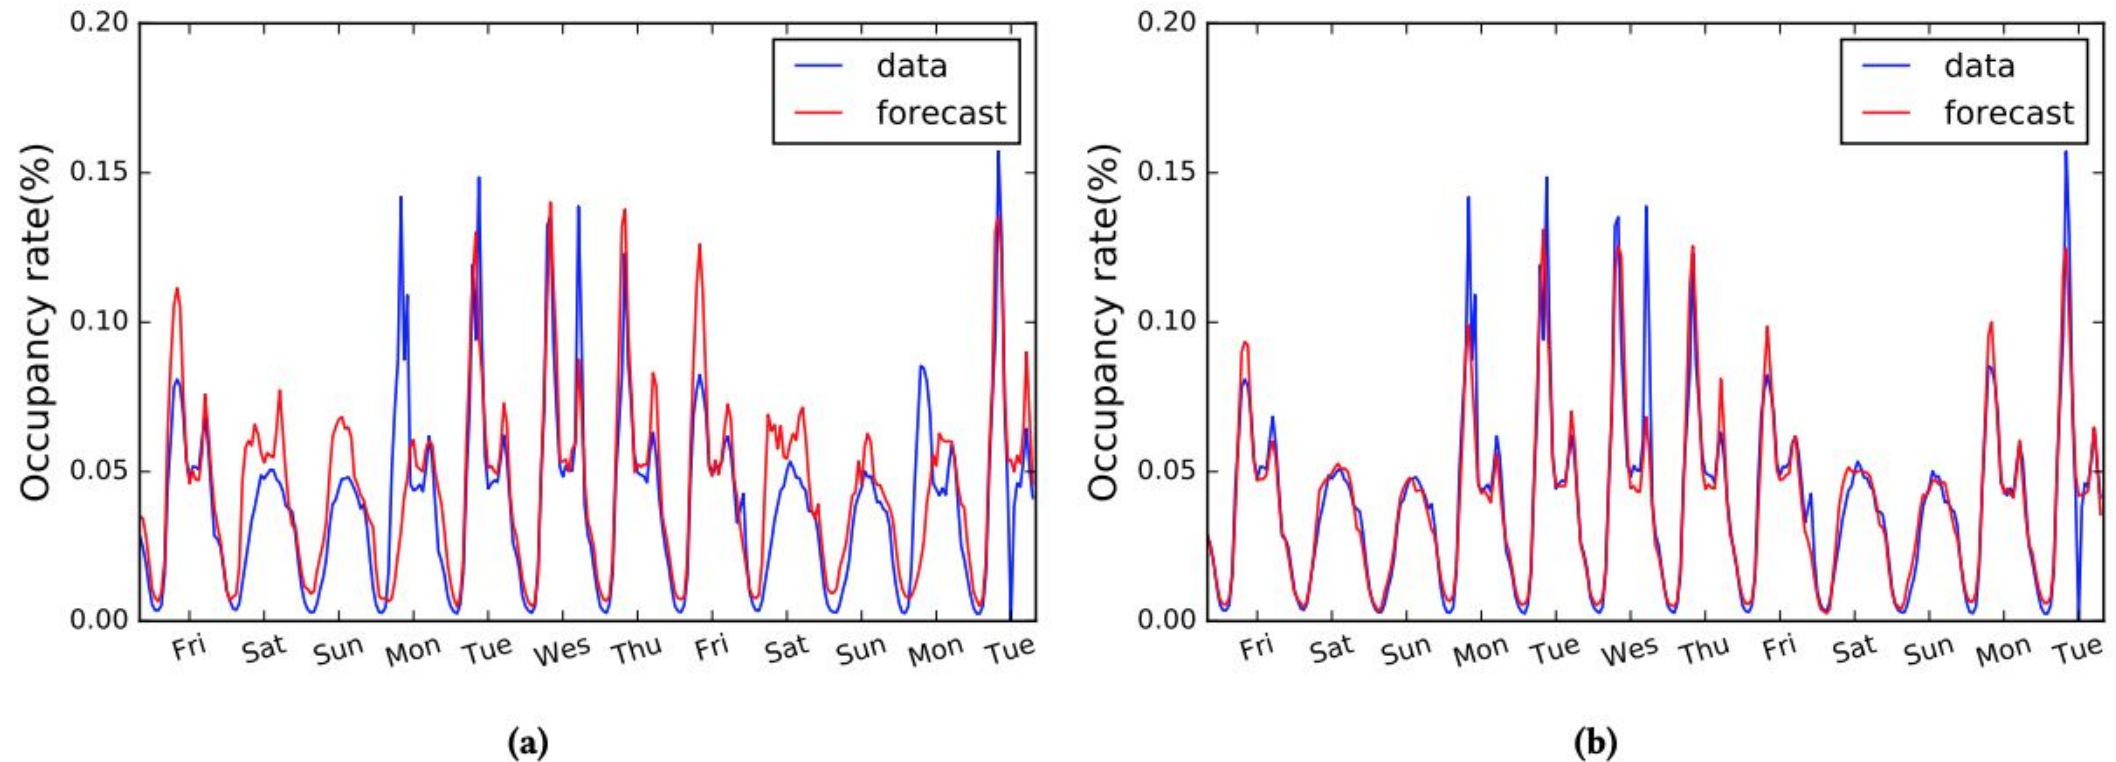 0.20
0.15
0.10
0.05
0.00
Occupancy rate(%)
data
forecast
Fri Sat Sun Mon Tue Wes Thu Fri Sat Sun Mon Tue
(a)
0.20
0.15
0.10
0.05
0.00
Occupancy rate(%)
data
forecast
Fri Sat Sun Mon Tue Wes Thu Fri Sat Sun Mon Tue
(b)